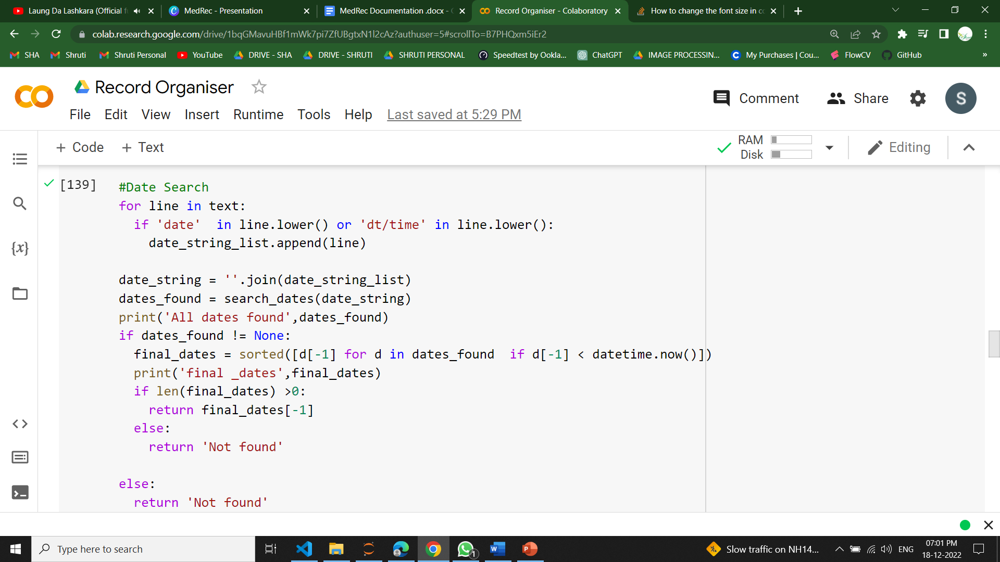 Laung Da Lashkara (Official f
MedRec - Presentation
MedRec Documentation .docx -
Record Organiser - Colaboratory
How to change the font size in co
colab.research.google.com/drive/1bqGMavuHBf1mWk7pi7ZfUBgtxN1l2cAz?authuser=5#scrollTo=B7PHQxm5iEr2
SHA
Shruti
Shruti Personal
YouTube
DRIVE - SHA
DRIVE - SHRUTI
SHRUTI PERSONAL
Speedtest by Ookla...
ChatGPT
IMAGE PROCESSIN...
My Purchases | Cou...
FlowCV
GitHub
»
Record Organiser
File Edit View Insert Runtime Tools Help Last saved at 5:29 PM
Comment
Share
S
+ Code + Text
RAM
Disk
Editing
{x}
[139]
#Date Search
for line in text:
  if 'date'  in line.lower() or 'dt/time' in line.lower():
    date_string_list.append(line)
date_string = ''.join(date_string_list)
dates_found = search_dates(date_string)
print('All dates found',dates_found)
if dates_found != None:
  final_dates = sorted([d[-1] for d in dates_found  if d[-1] < datetime.now()])
  print('final _dates',final_dates)
  if len(final_dates) >0:
    return final_dates[-1]
  else:
    return 'Not found'
else:
  return 'Not found'
Type here to search
1
Slow traffic on NH14...
ENG
07:01 PM
18-12-2022